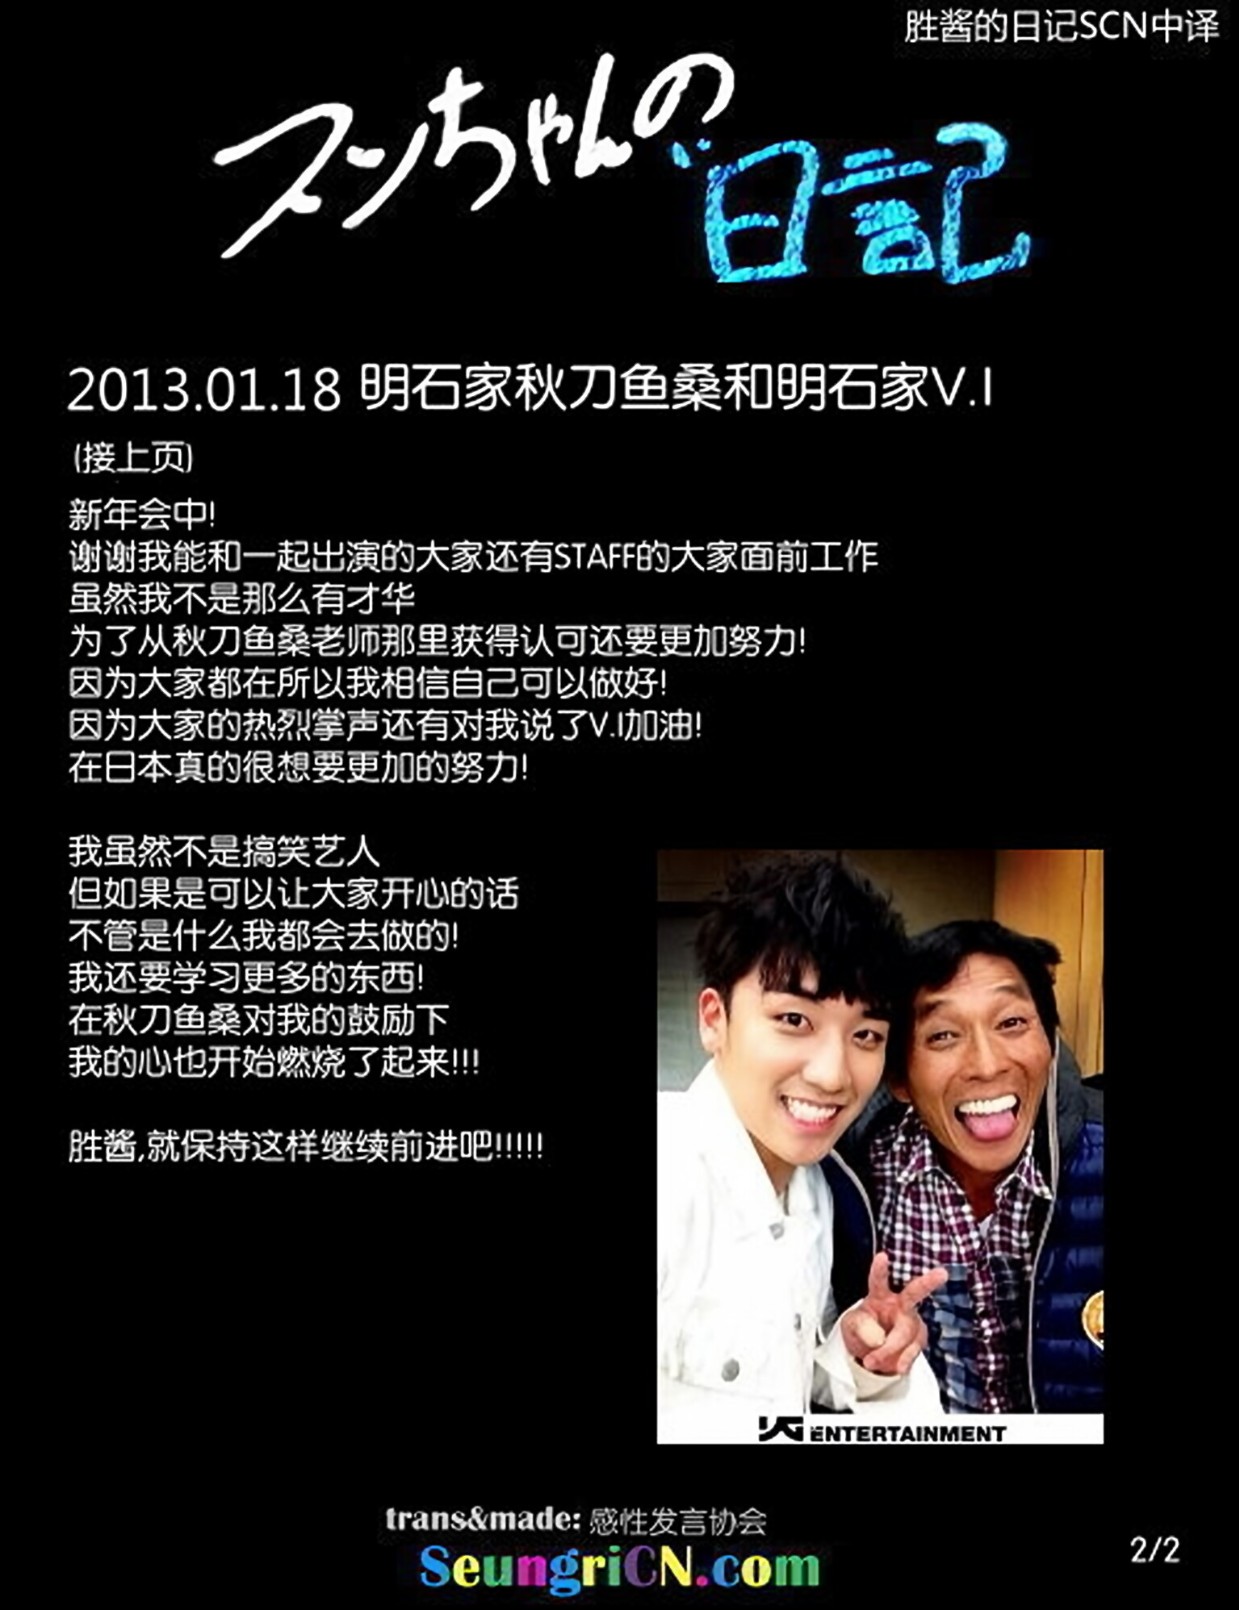 胜酱的日记SCN中译
スンちゃんの
日記
2013.01.18 明石家秋刀鱼桑和明石家V.I
(接上页)
新年会中!
谢谢我能和一起出演的大家还有STAFF的大家面前工作
虽然我不是那么有才华
为了从秋刀鱼桑老师那里获得认可还要更加努力!
因为大家都在所以我相信自己可以做好!
因为大家的热烈掌声还有对我说了V.I加油!
在日本真的很想要更加的努力!
我虽然不是搞笑艺人
但如果是可以让大家开心的话
不管是什么我都会去做的!
我还要学习更多的东西!
在秋刀鱼桑对我的鼓励下
我的心也开始燃烧了起来!!!
胜酱,就保持这样继续前进吧!!!!!
YG ENTERTAINMENT
trans&made: 感性发言协会
SeungriCN.com
2/2